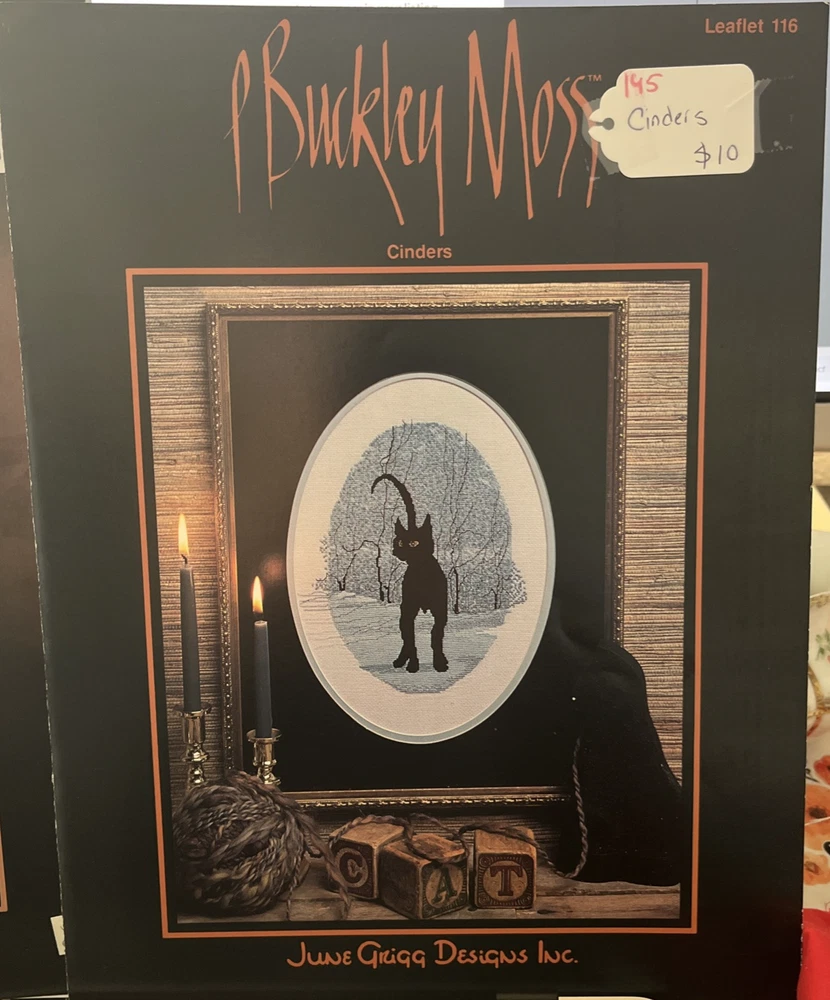 Leaflet 116
P Buckley Moss™
145
Cinders
$10
Cinders
C A T
June Grigg Designs Inc.